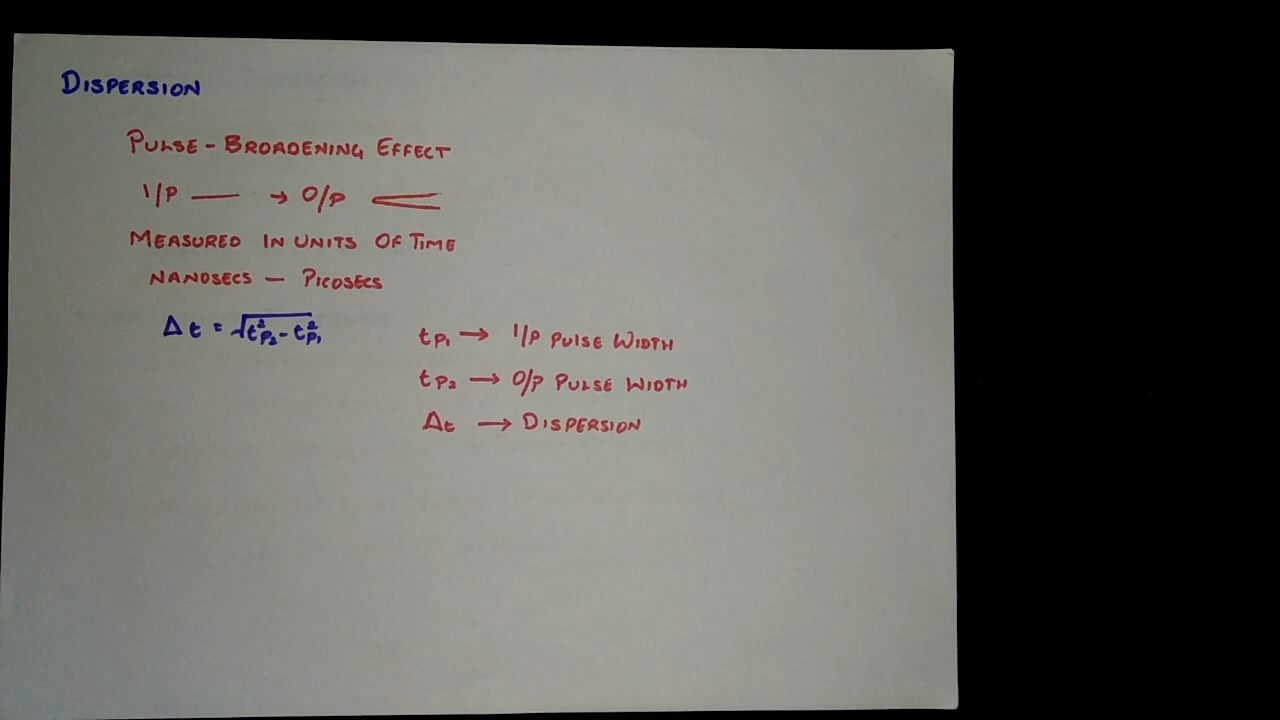 DISPERSION
PULSE-BROADENING EFFECT
I/P → O/P
MEASURED IN UNITS OF TIME
NANOSECS – PICOSECS
Δt = √(t²p₂ - t²p₁)
tp₁ → I/P PULSE WIDTH
tp₂ → O/P PULSE WIDTH
Δt → DISPERSION